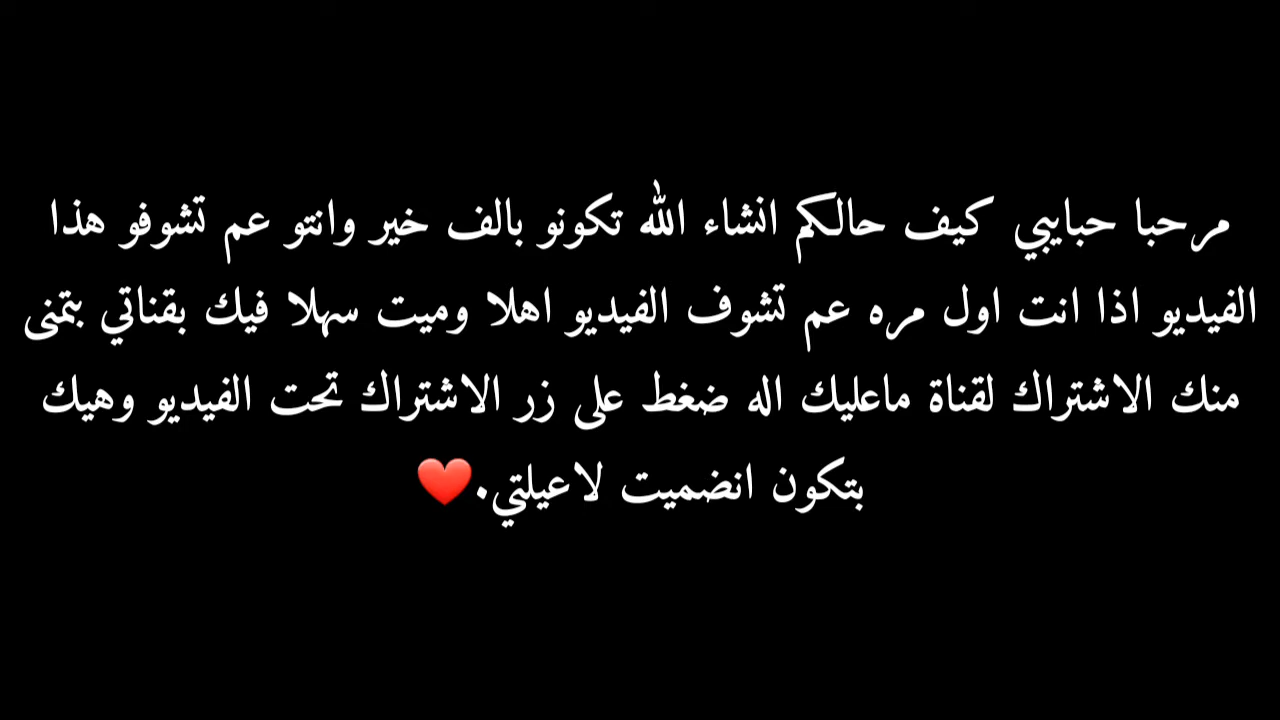 مرحبا حبايبي كيف حالكم انشاء الله تكونو بالف خير وانتو عم تشوفو هذا
الفيديو اذا انت اول مره عم تشوف الفيديو اهلا وميت سهلا فيك بقناتي بتمنى
منك الاشتراك لقناة ماعليك اله ضغط على زر الاشتراك تحت الفيديو وهيك
بتكون انضميت لاعيلتي.❤️